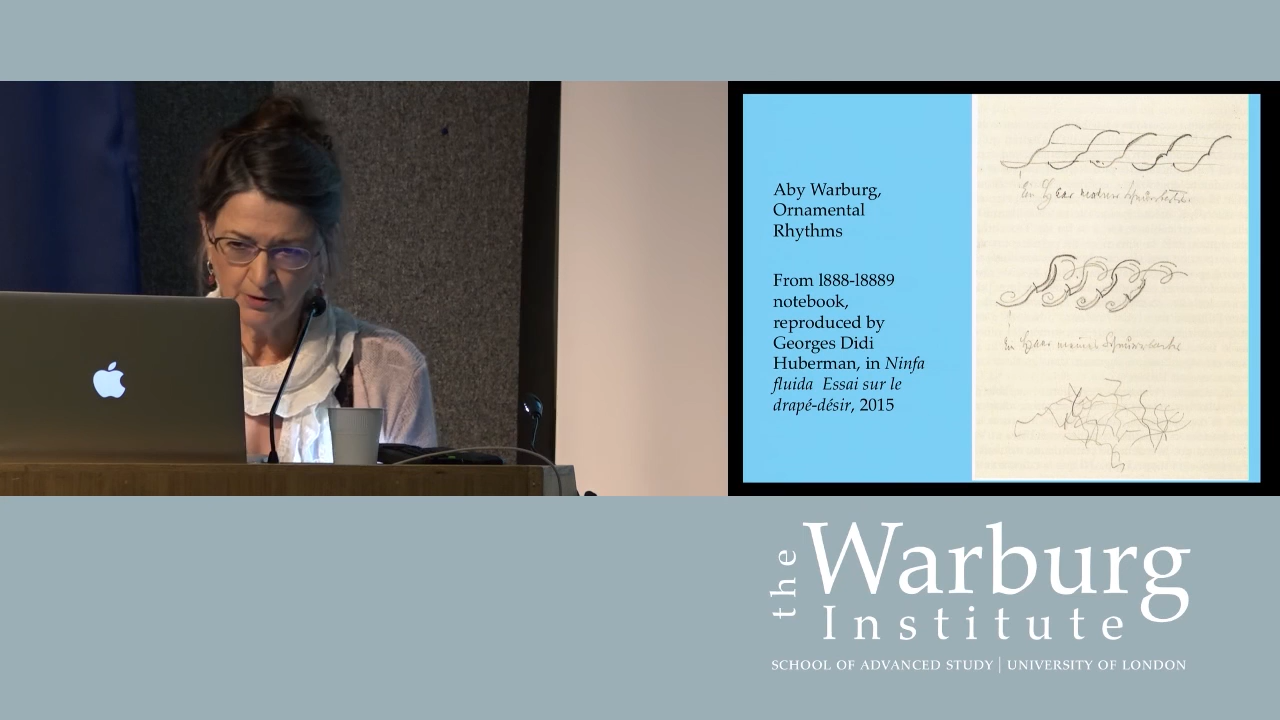 Aby Warburg,
Ornamental
Rhythms
From l888-l8889
notebook,
reproduced by
Georges Didi
Huberman, in Ninfa
fluida Essai sur le
drapé-désir, 2015
the Warburg
Institute
SCHOOL OF ADVANCED STUDY | UNIVERSITY OF LONDON